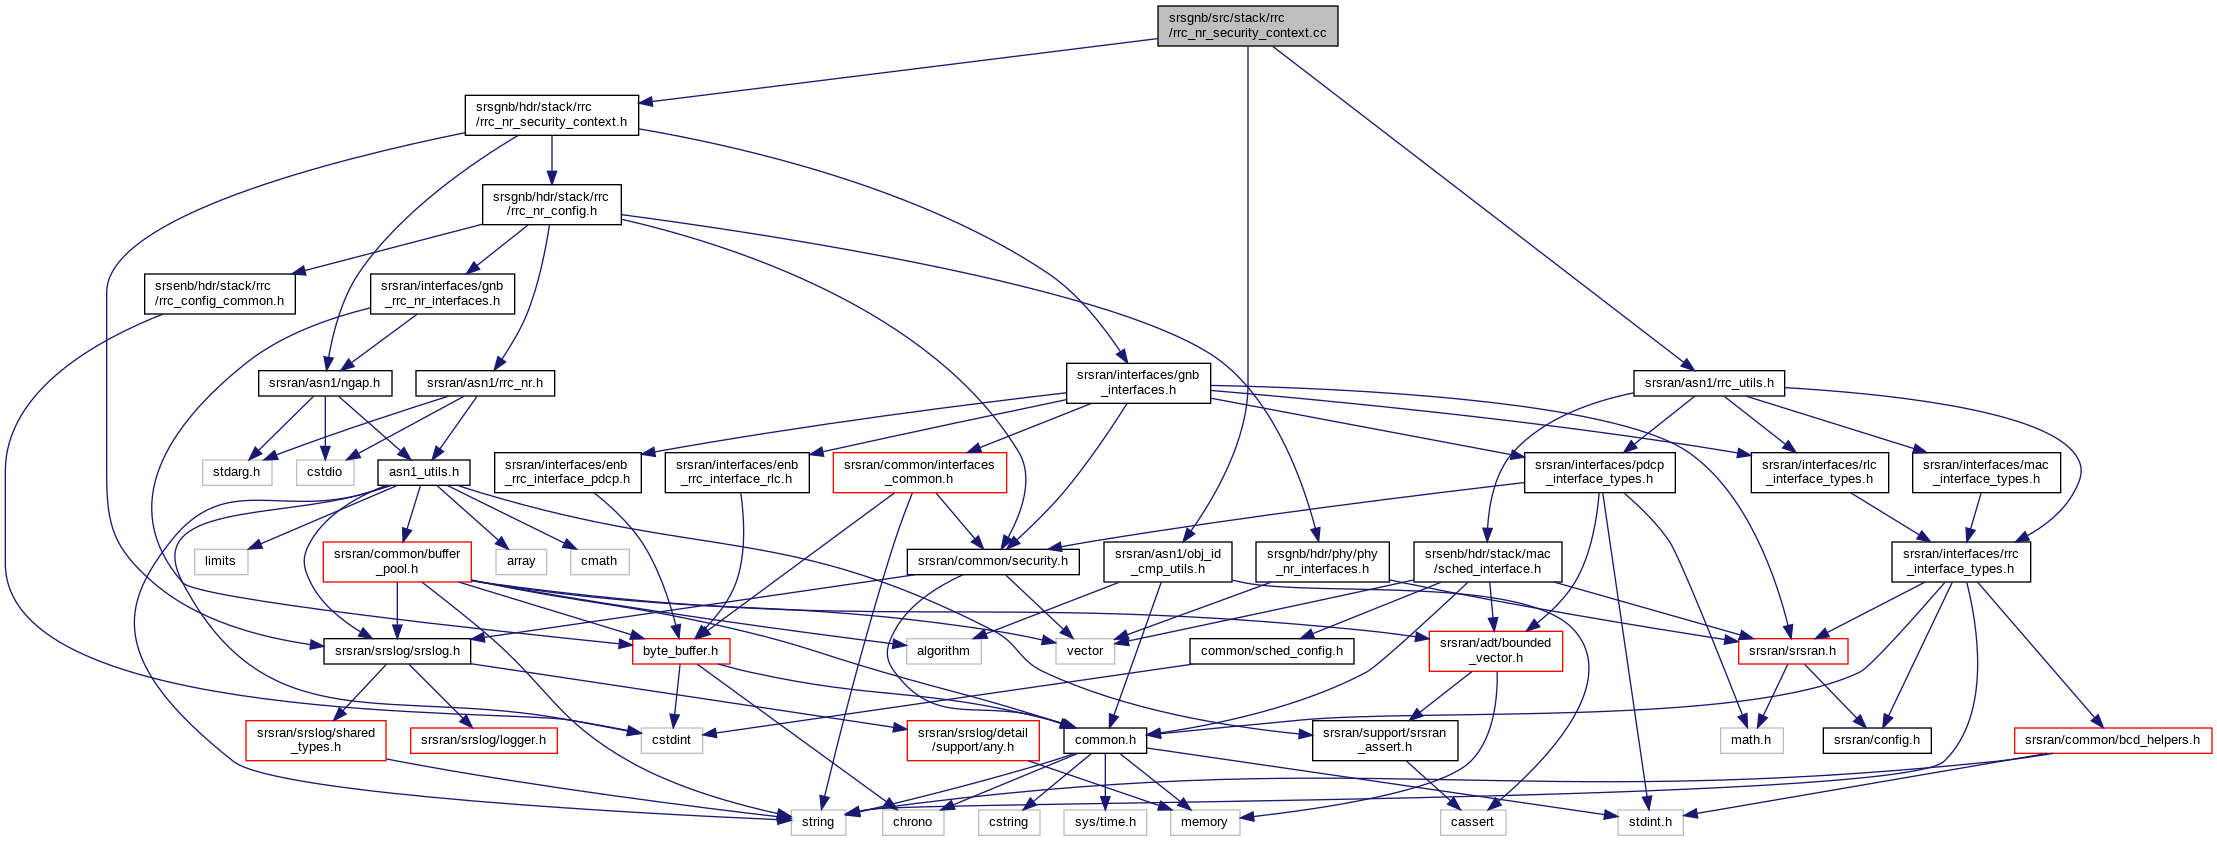 srsgnb/src/stack/rrc
/rrc_nr_security_context.cc
srsgnb/hdr/stack/rrc
/rrc_nr_security_context.h
srsgnb/hdr/stack/rrc
/rrc_nr_config.h
srsenb/hdr/stack/rrc
/rrc_config_common.h
srsran/interfaces/gnb
_rrc_nr_interfaces.h
srsran/asn1/ngap.h
srsran/asn1/rrc_nr.h
srsran/interfaces/gnb
_interfaces.h
srsran/asn1/rrc_utils.h
stdarg.h
cstdio
asn1_utils.h
srsran/interfaces/enb
_rrc_interface_pdcp.h
srsran/interfaces/enb
_rrc_interface_rlc.h
srsran/common/interfaces
_common.h
srsran/interfaces/pdcp
_interface_types.h
srsran/interfaces/rlc
_interface_types.h
srsran/interfaces/mac
_interface_types.h
limits
srsran/common/buffer
_pool.h
array
cmath
srsran/common/security.h
srsran/asn1/obj_id
_cmp_utils.h
srsgnb/hdr/phy/phy
_nr_interfaces.h
srsenb/hdr/stack/mac
/sched_interface.h
srsran/interfaces/rrc
_interface_types.h
srsran/srslog/srslog.h
byte_buffer.h
algorithm
vector
common/sched_config.h
srsran/adt/bounded
_vector.h
srsran/srsran.h
srsran/srslog/shared
_types.h
srsran/srslog/logger.h
cstdint
srsran/srslog/detail
/support/any.h
common.h
srsran/support/srsran
_assert.h
math.h
srsran/config.h
srsran/common/bcd_helpers.h
string
chrono
cstring
sys/time.h
memory
cassert
stdint.h